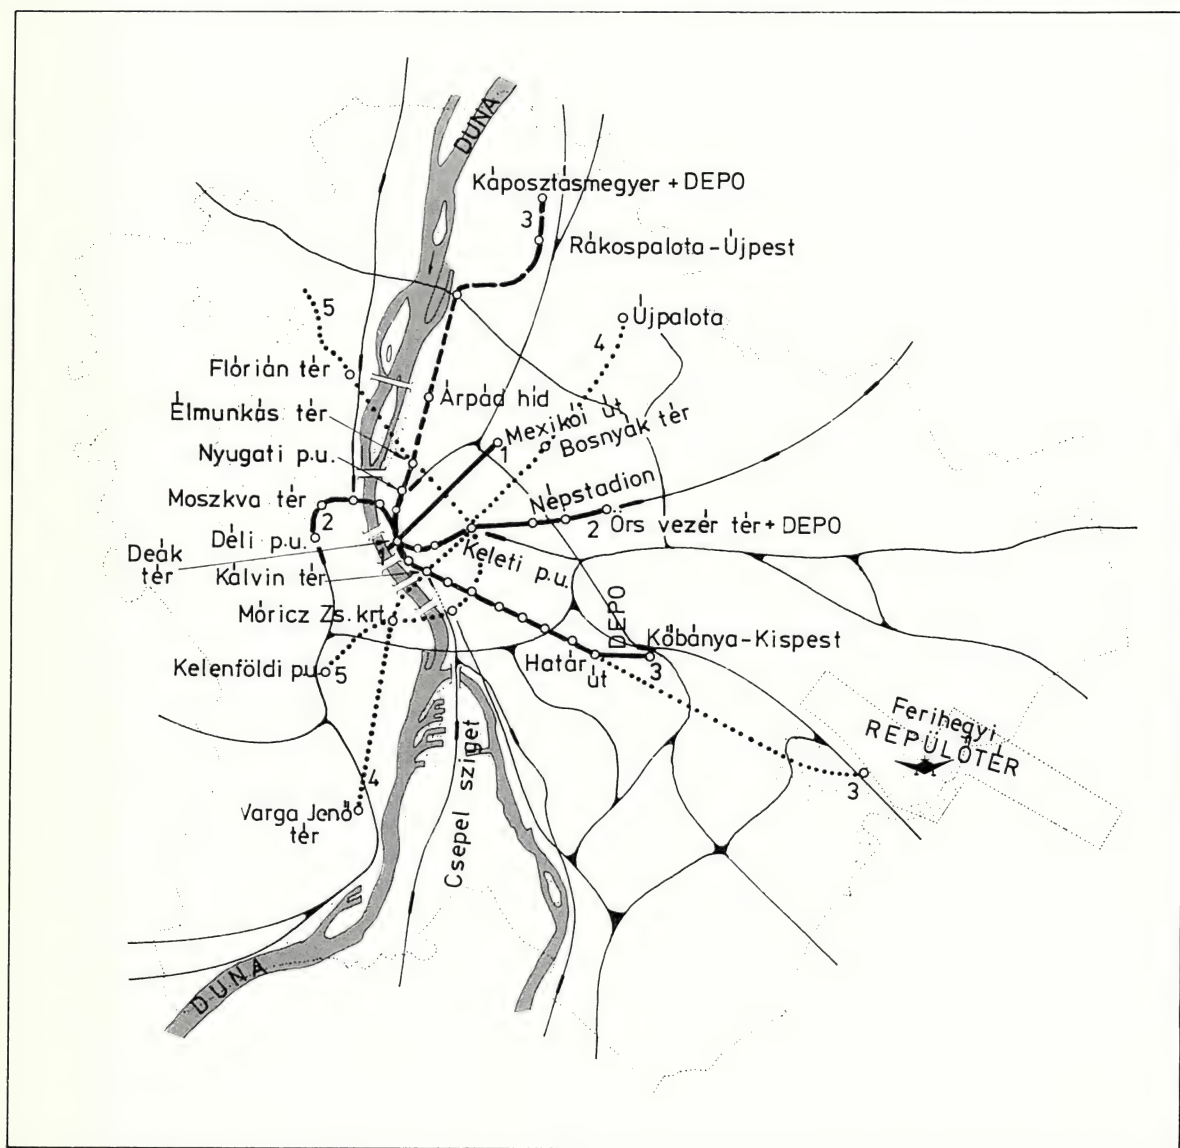 DUNA
Káposztásmegyer + DEPO
3
Rákospalota-Újpest
5
Újpalota
4
Flórián tér
Árpád híd
Élmunkás tér
Mexikói út
1
Bosnyák tér
Nyugati p.u.
Moszkva tér
2
Népstadion
2
Örs vezér tér + DEPO
Déli p.u.
Deák
tér
Keleti p.u.
Kálvin tér
1
Móricz Zs. krt.
DEPO
Kőbánya-Kispest
Kelenföldi p.u.
5
Határ
út
3
Ferihegyi
REPÜLŐTÉR
3
4
Varga Jenő
tér
Csepel sziget
DUNA